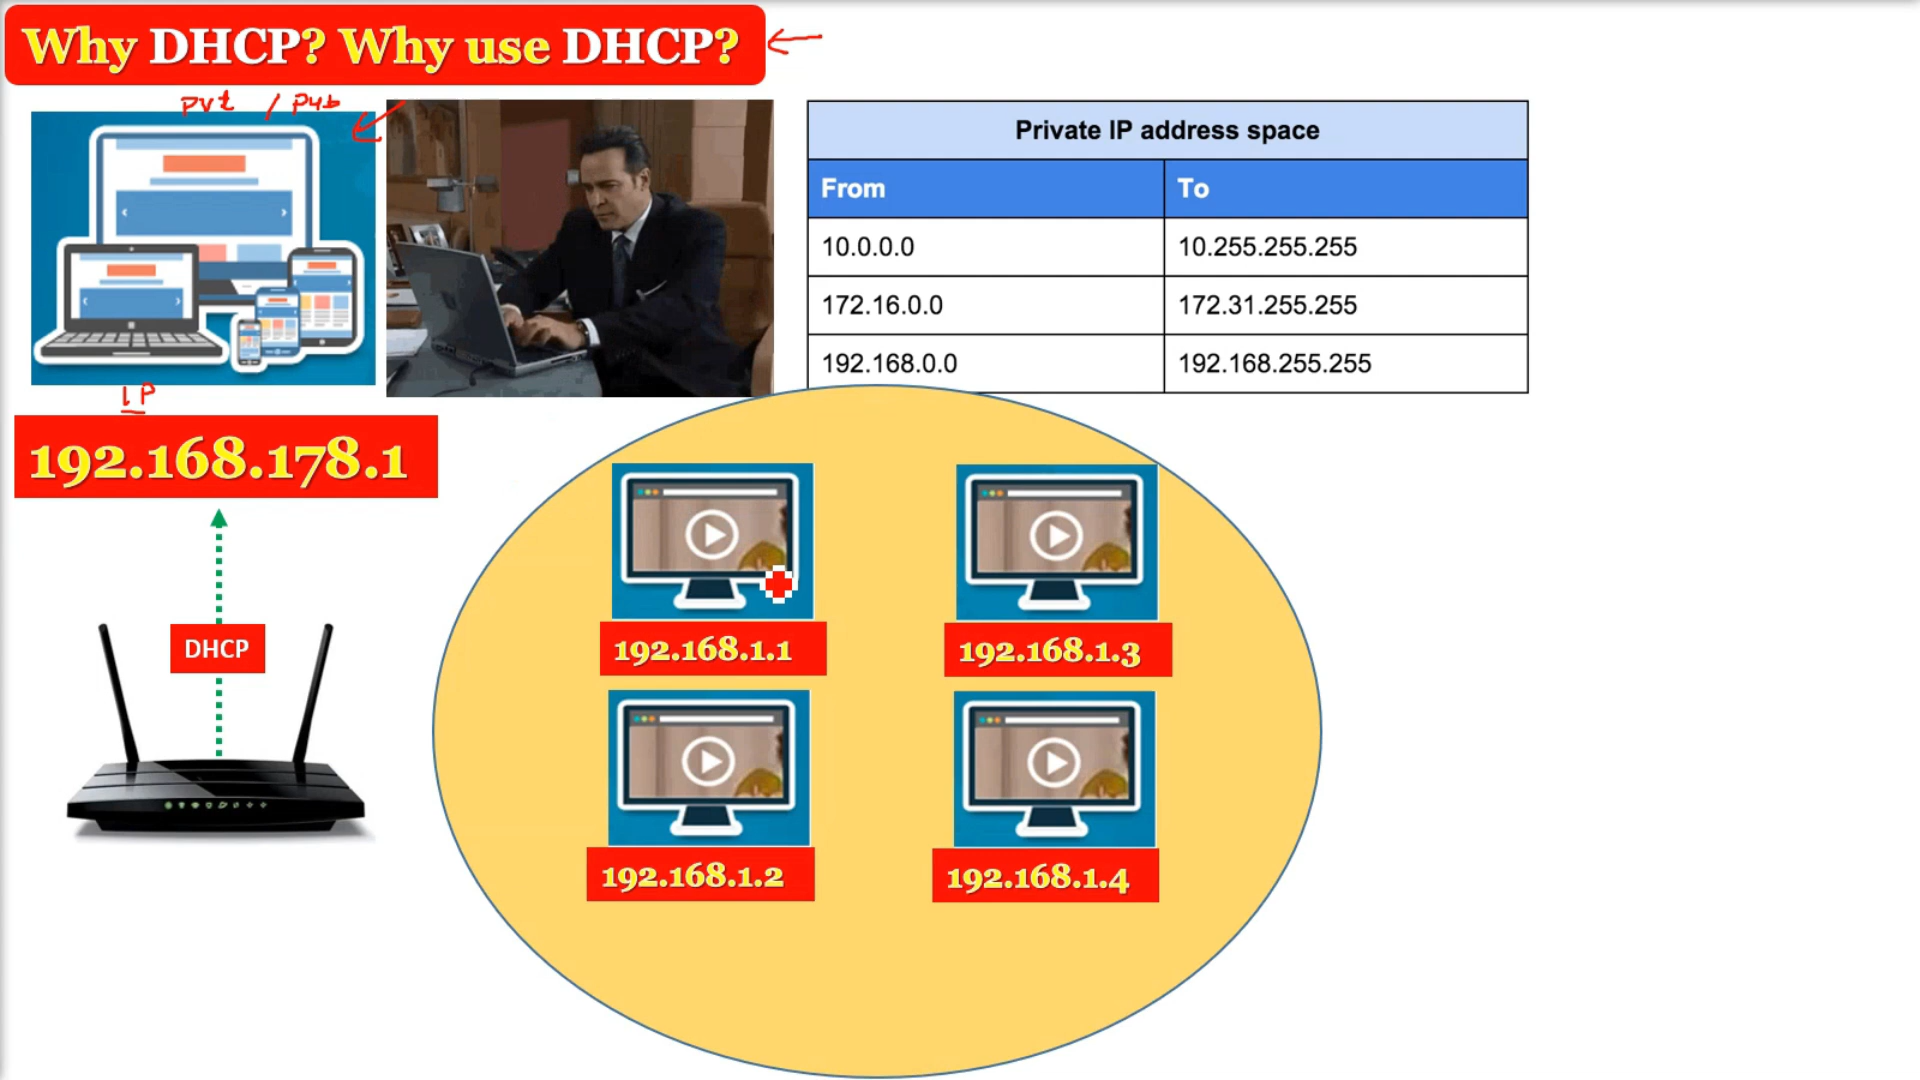 Why DHCP? Why use DHCP?
pvt / pub
Private IP address space
From To
10.0.0.0 10.255.255.255
172.16.0.0 172.31.255.255
192.168.0.0 192.168.255.255
IP
192.168.178.1
DHCP
192.168.1.1
192.168.1.3
192.168.1.2
192.168.1.4